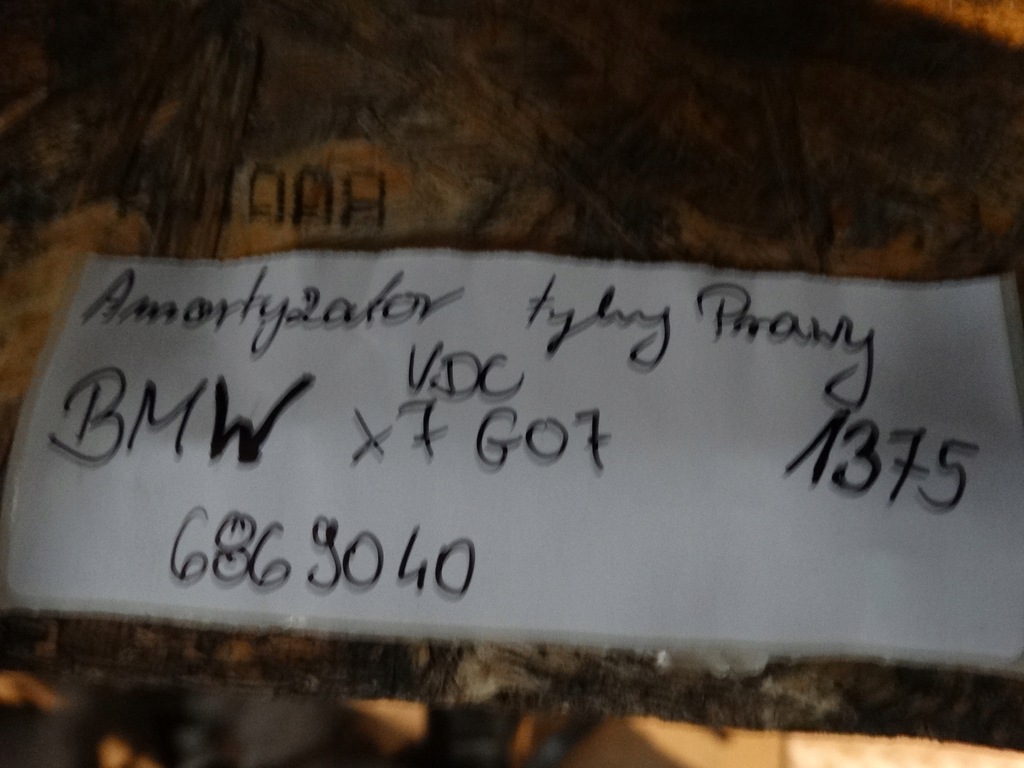 Amortyzator tylny Prawy
VDC
BMW x7 G07 1375
6869040